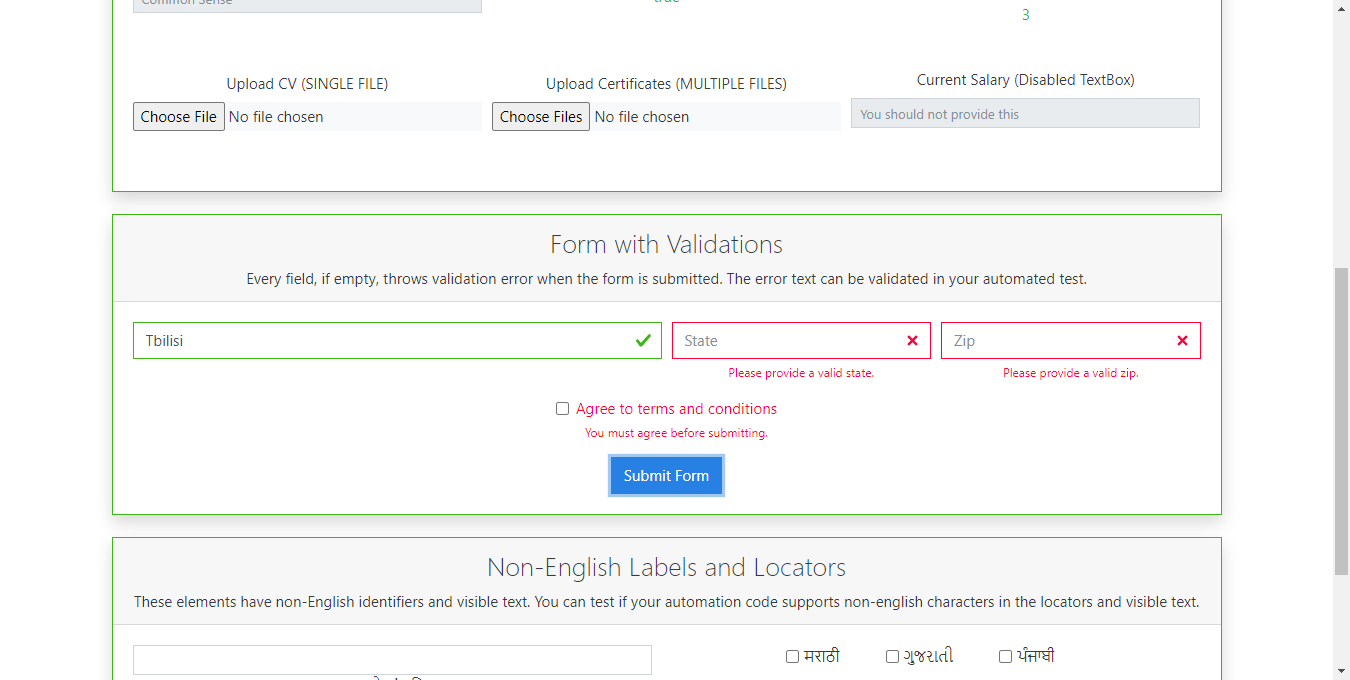 Common Sense
true
3
Upload CV (SINGLE FILE)
Upload Certificates (MULTIPLE FILES)
Current Salary (Disabled TextBox)
Choose File No file chosen
Choose Files No file chosen
You should not provide this
Form with Validations
Every field, if empty, throws validation error when the form is submitted. The error text can be validated in your automated test.
Tbilisi
State
Zip
Please provide a valid state.
Please provide a valid zip.
Agree to terms and conditions
You must agree before submitting.
Submit Form
Non-English Labels and Locators
These elements have non-English identifiers and visible text. You can test if your automation code supports non-english characters in the locators and visible text.
मराठी
ગુજરાતી
ਪੰਜਾਬੀ